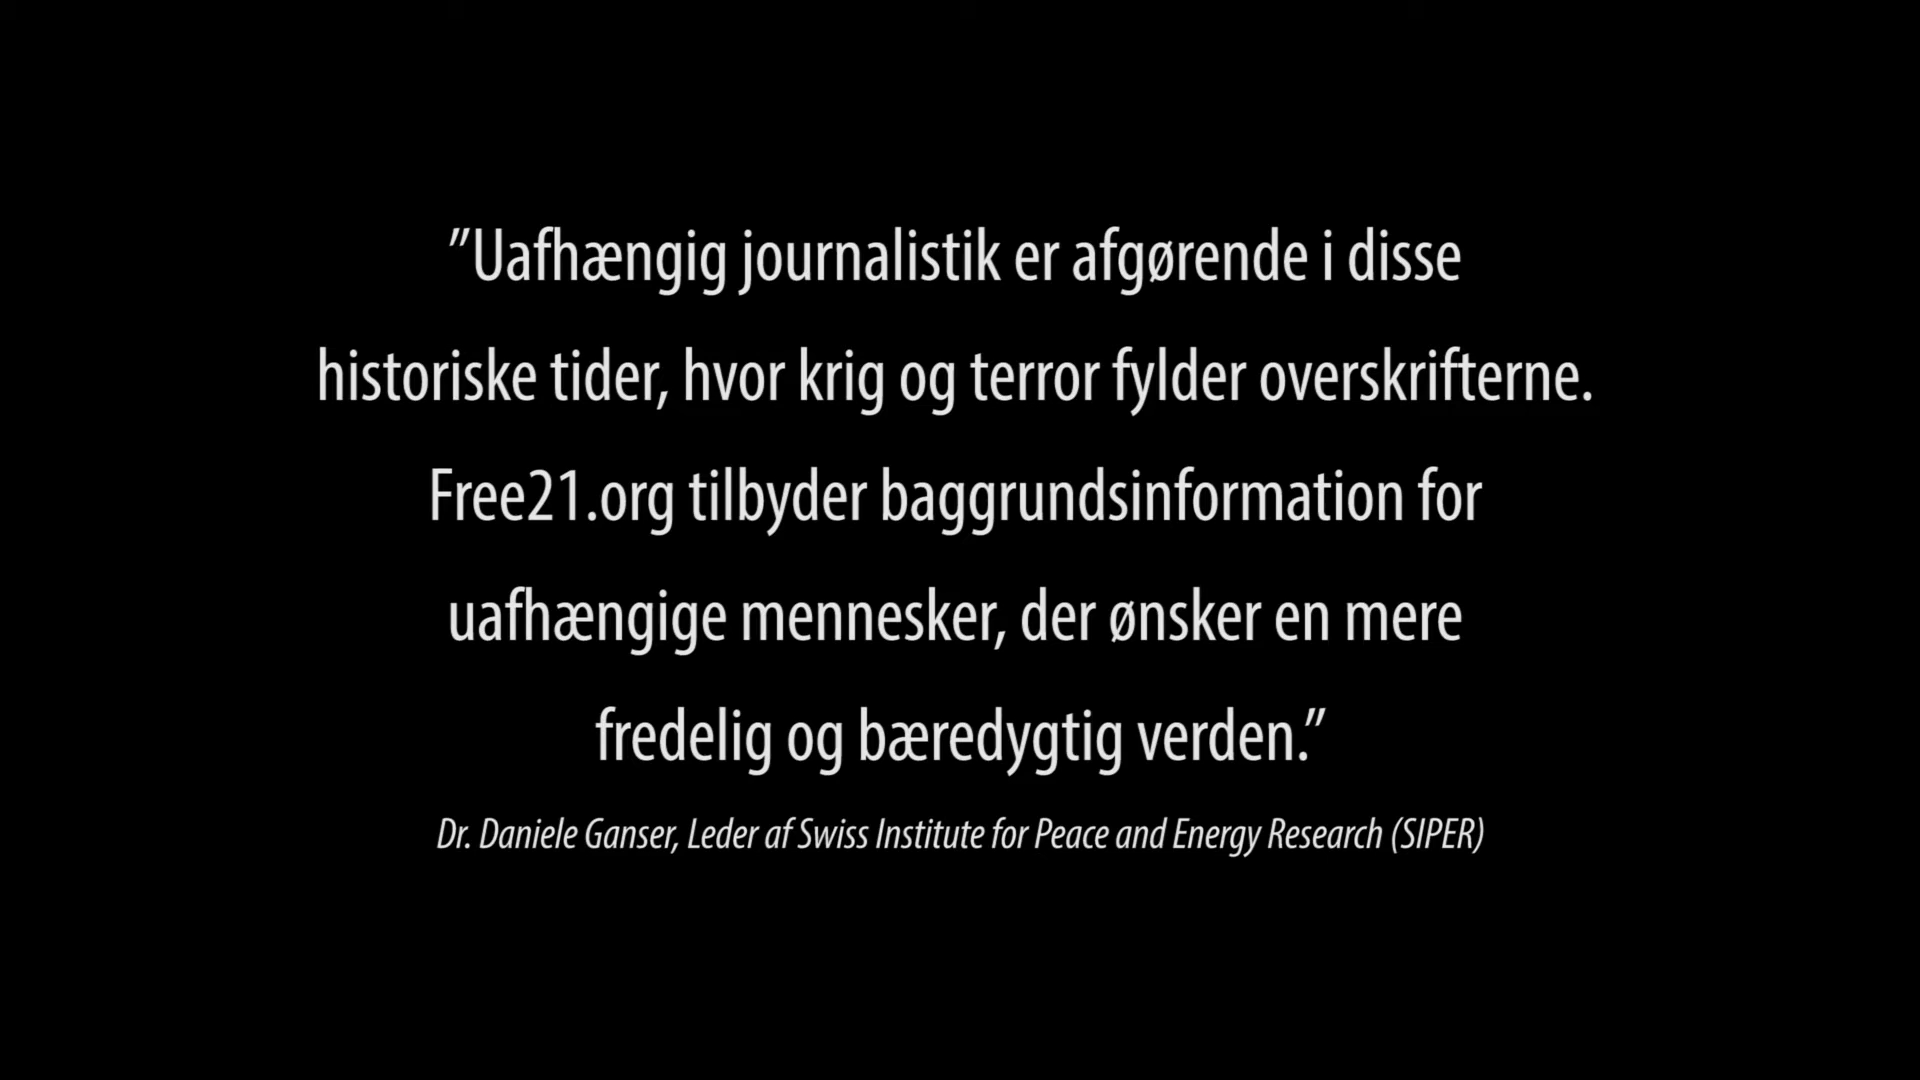 ”Uafhængig journalistik er afgørende i disse
historiske tider, hvor krig og terror fylder overskrifterne.
Free21.org tilbyder baggrundsinformation for
uafhængige mennesker, der ønsker en mere
fredelig og bæredygtig verden.”
Dr. Daniele Ganser, Leder af Swiss Institute for Peace and Energy Research (SIPER)